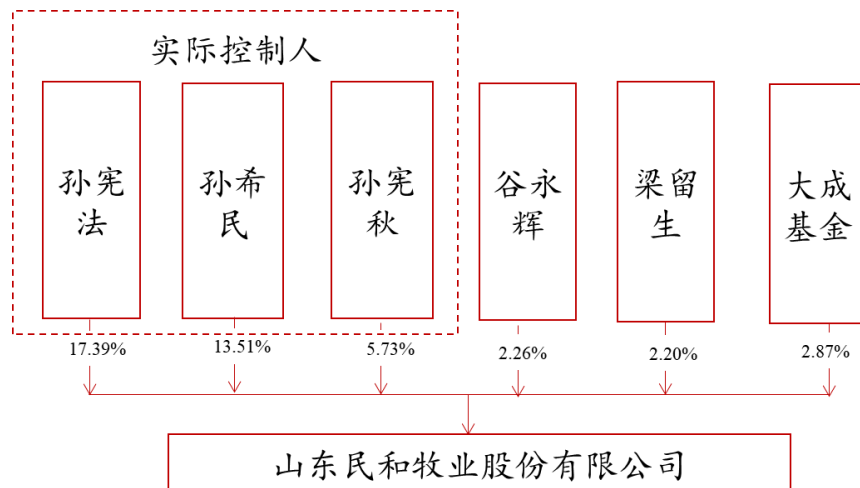 实际控制人
孙宪
法
孙希
民
孙宪
秋
谷永
辉
梁留
生
大成
基金
17.39%
13.51%
5.73%
2.26%
2.20%
2.87%
山东民和牧业股份有限公司